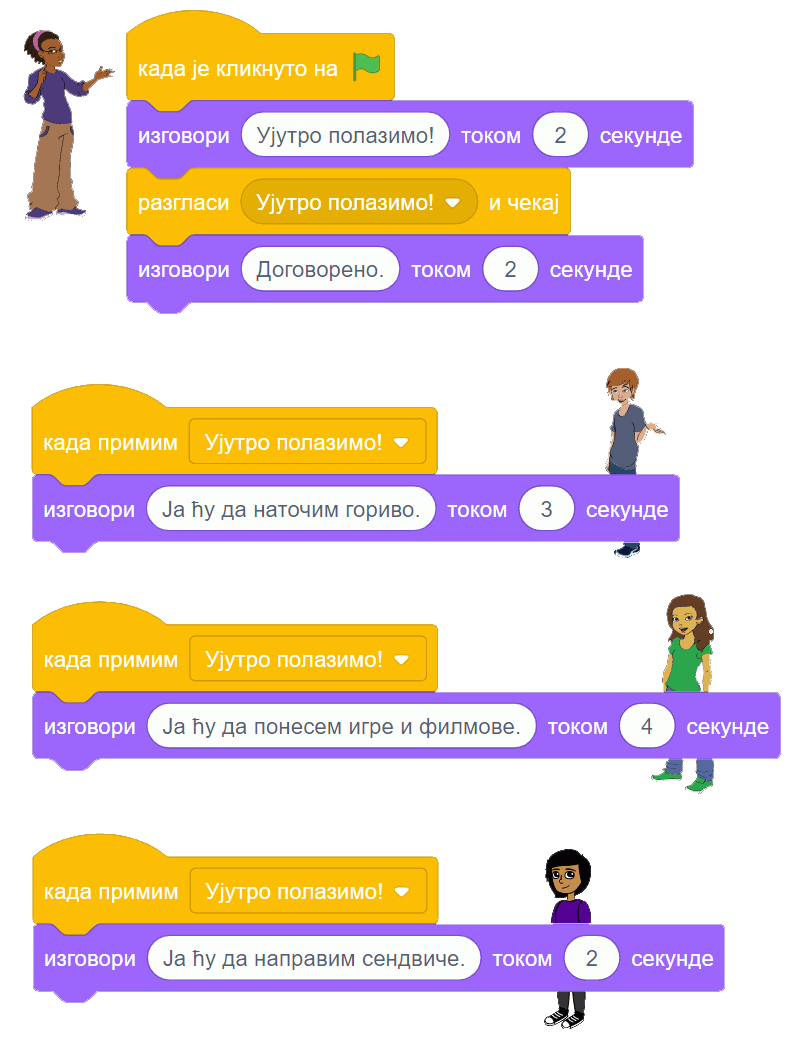 када је кликнуто на
изговори Ујутро полазимо! током 2 секунде
разгласи Ујутро полазимо! и чекај
изговори Договорено. током 2 секунде
када примим Ујутро полазимо!
изговори Ја ћу да наточим гориво. током 3 секунде
када примим Ујутро полазимо!
изговори Ја ћу да понесем игре и филмове. током 4 секунде
када примим Ујутро полазимо!
изговори Ја ћу да направим сендвиче. током 2 секунде